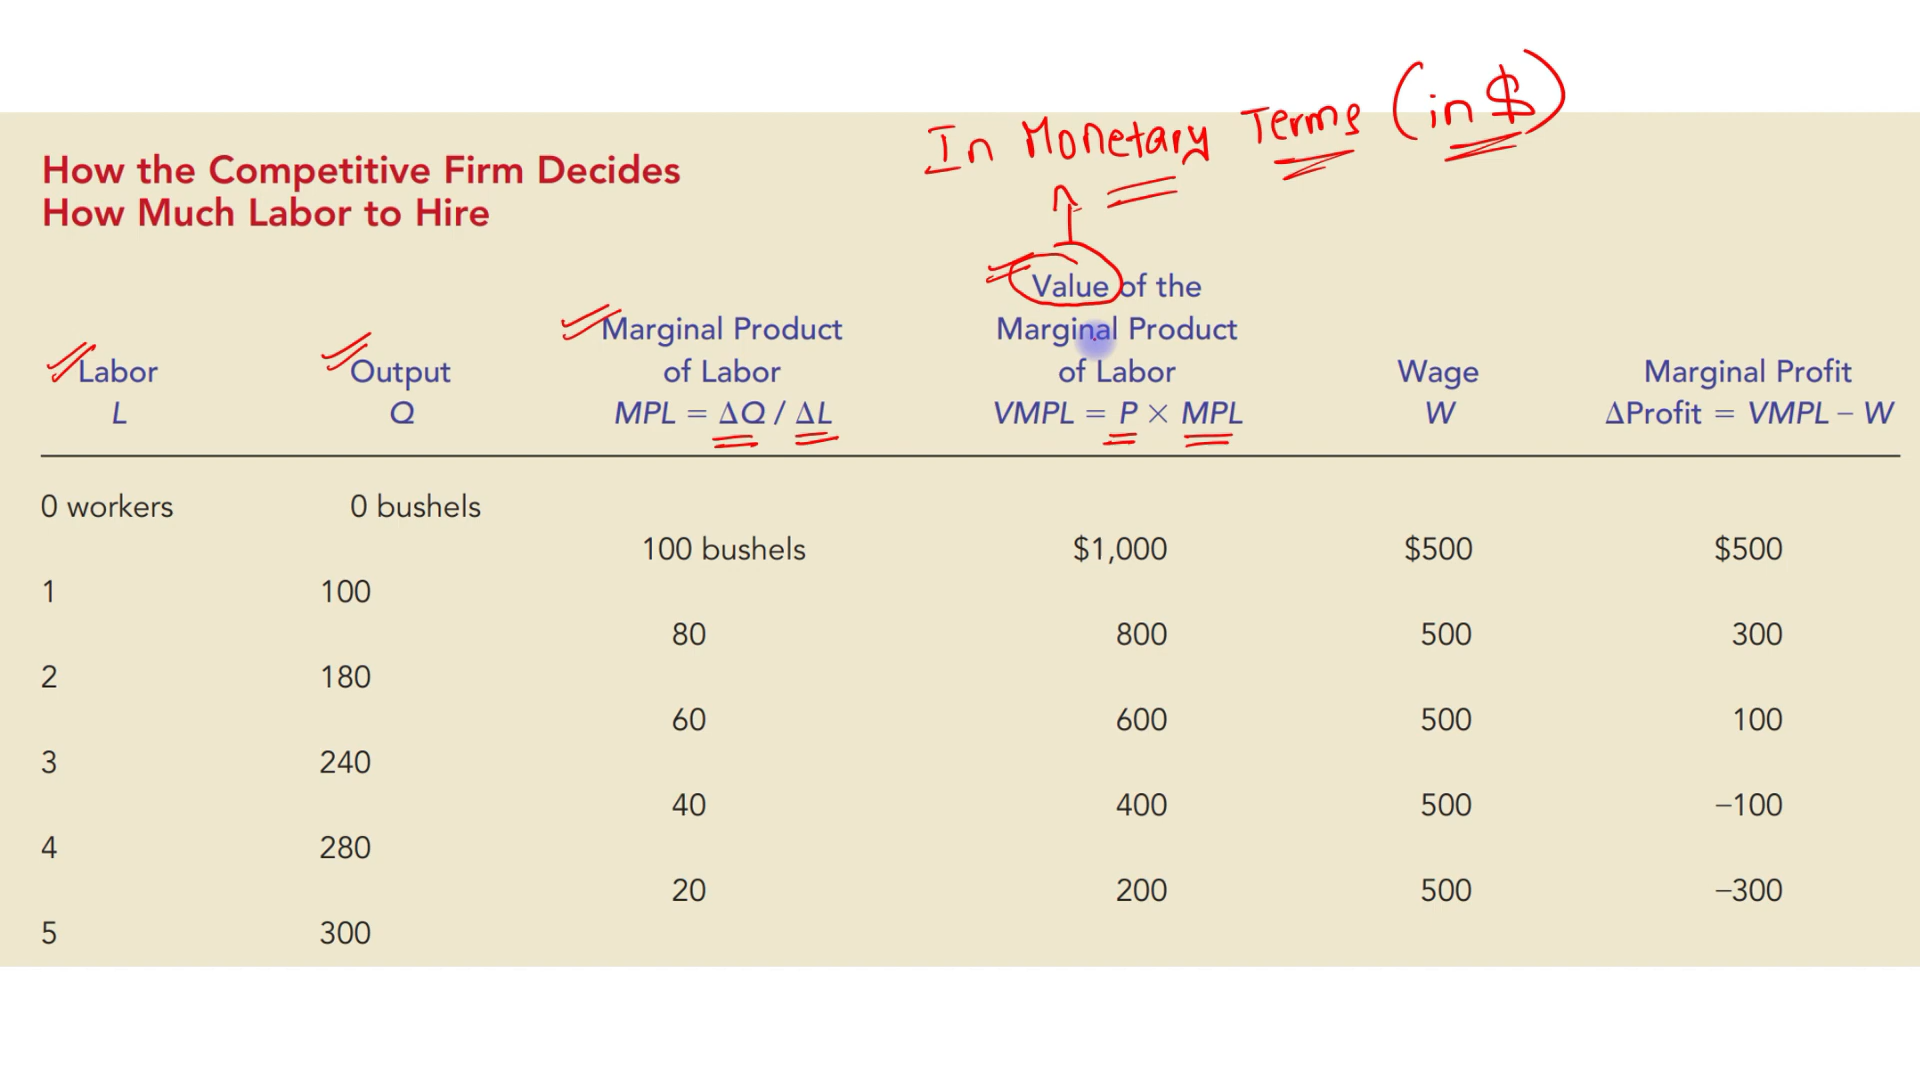 In Monetary Terms (in $)
How the Competitive Firm Decides
How Much Labor to Hire
Value of the
Marginal Product Marginal Product
Labor Output of Labor of Labor Wage Marginal Profit
L Q MPL = ΔQ / ΔL VMPL = P × MPL W ΔProfit = VMPL – W
0 workers 0 bushels
100 bushels $1,000 $500 $500
1 100
80 800 500 300
2 180
60 600 500 100
3 240
40 400 500 –100
4 280
20 200 500 –300
5 300